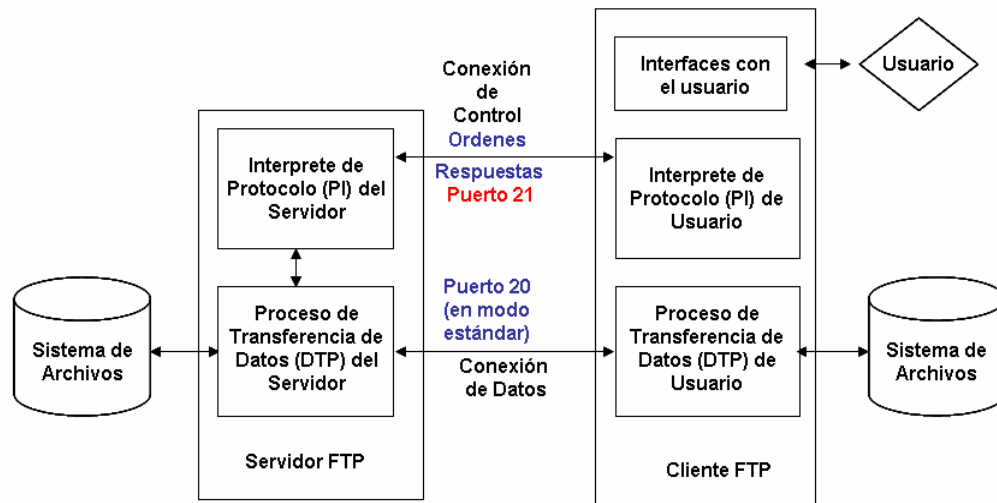 Interfaces con
el usuario
Usuario
Conexión
de
Control
Ordenes
Respuestas
Puerto 21
Interprete de
Protocolo (PI) del
Servidor
Interprete de
Protocolo (PI) de
Usuario
Puerto 20
(en modo
estándar)
Conexión
de Datos
Sistema de
Archivos
Proceso de
Transferencia de
Datos (DTP) del
Servidor
Proceso de
Transferencia de
Datos (DTP) de
Usuario
Sistema de
Archivos
Servidor FTP
Cliente FTP